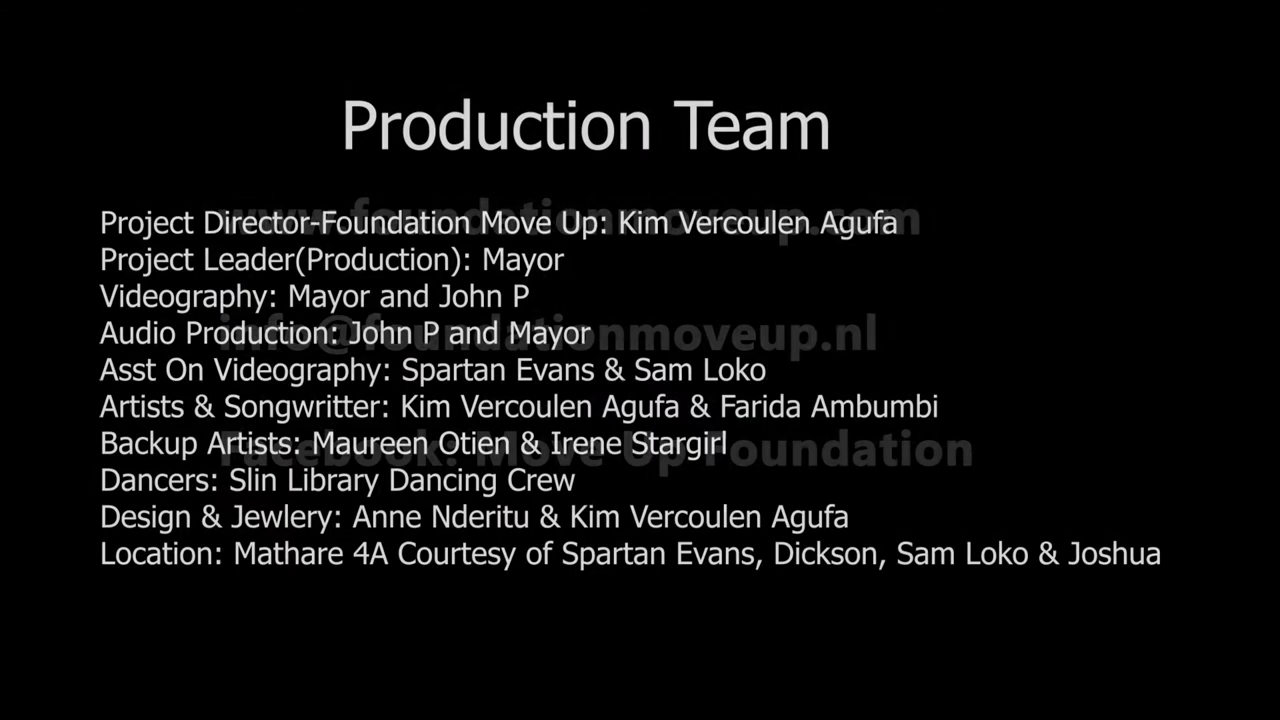 Production Team
www.foundationmoveup.com
Project Director-Foundation Move Up: Kim Vercoulen Agufa
Project Leader(Production): Mayor
Videography: Mayor and John P
info@foundationmoveup.nl
Audio Production: John P and Mayor
Asst On Videography: Spartan Evans & Sam Loko
Artists & Songwritter: Kim Vercoulen Agufa & Farida Ambumbi
Backup Artists: Maureen Otien & Irene Stargirl
Facebook: Move Up Foundation
Dancers: Slin Library Dancing Crew
Design & Jewlery: Anne Nderitu & Kim Vercoulen Agufa
Location: Mathare 4A Courtesy of Spartan Evans, Dickson, Sam Loko & Joshua